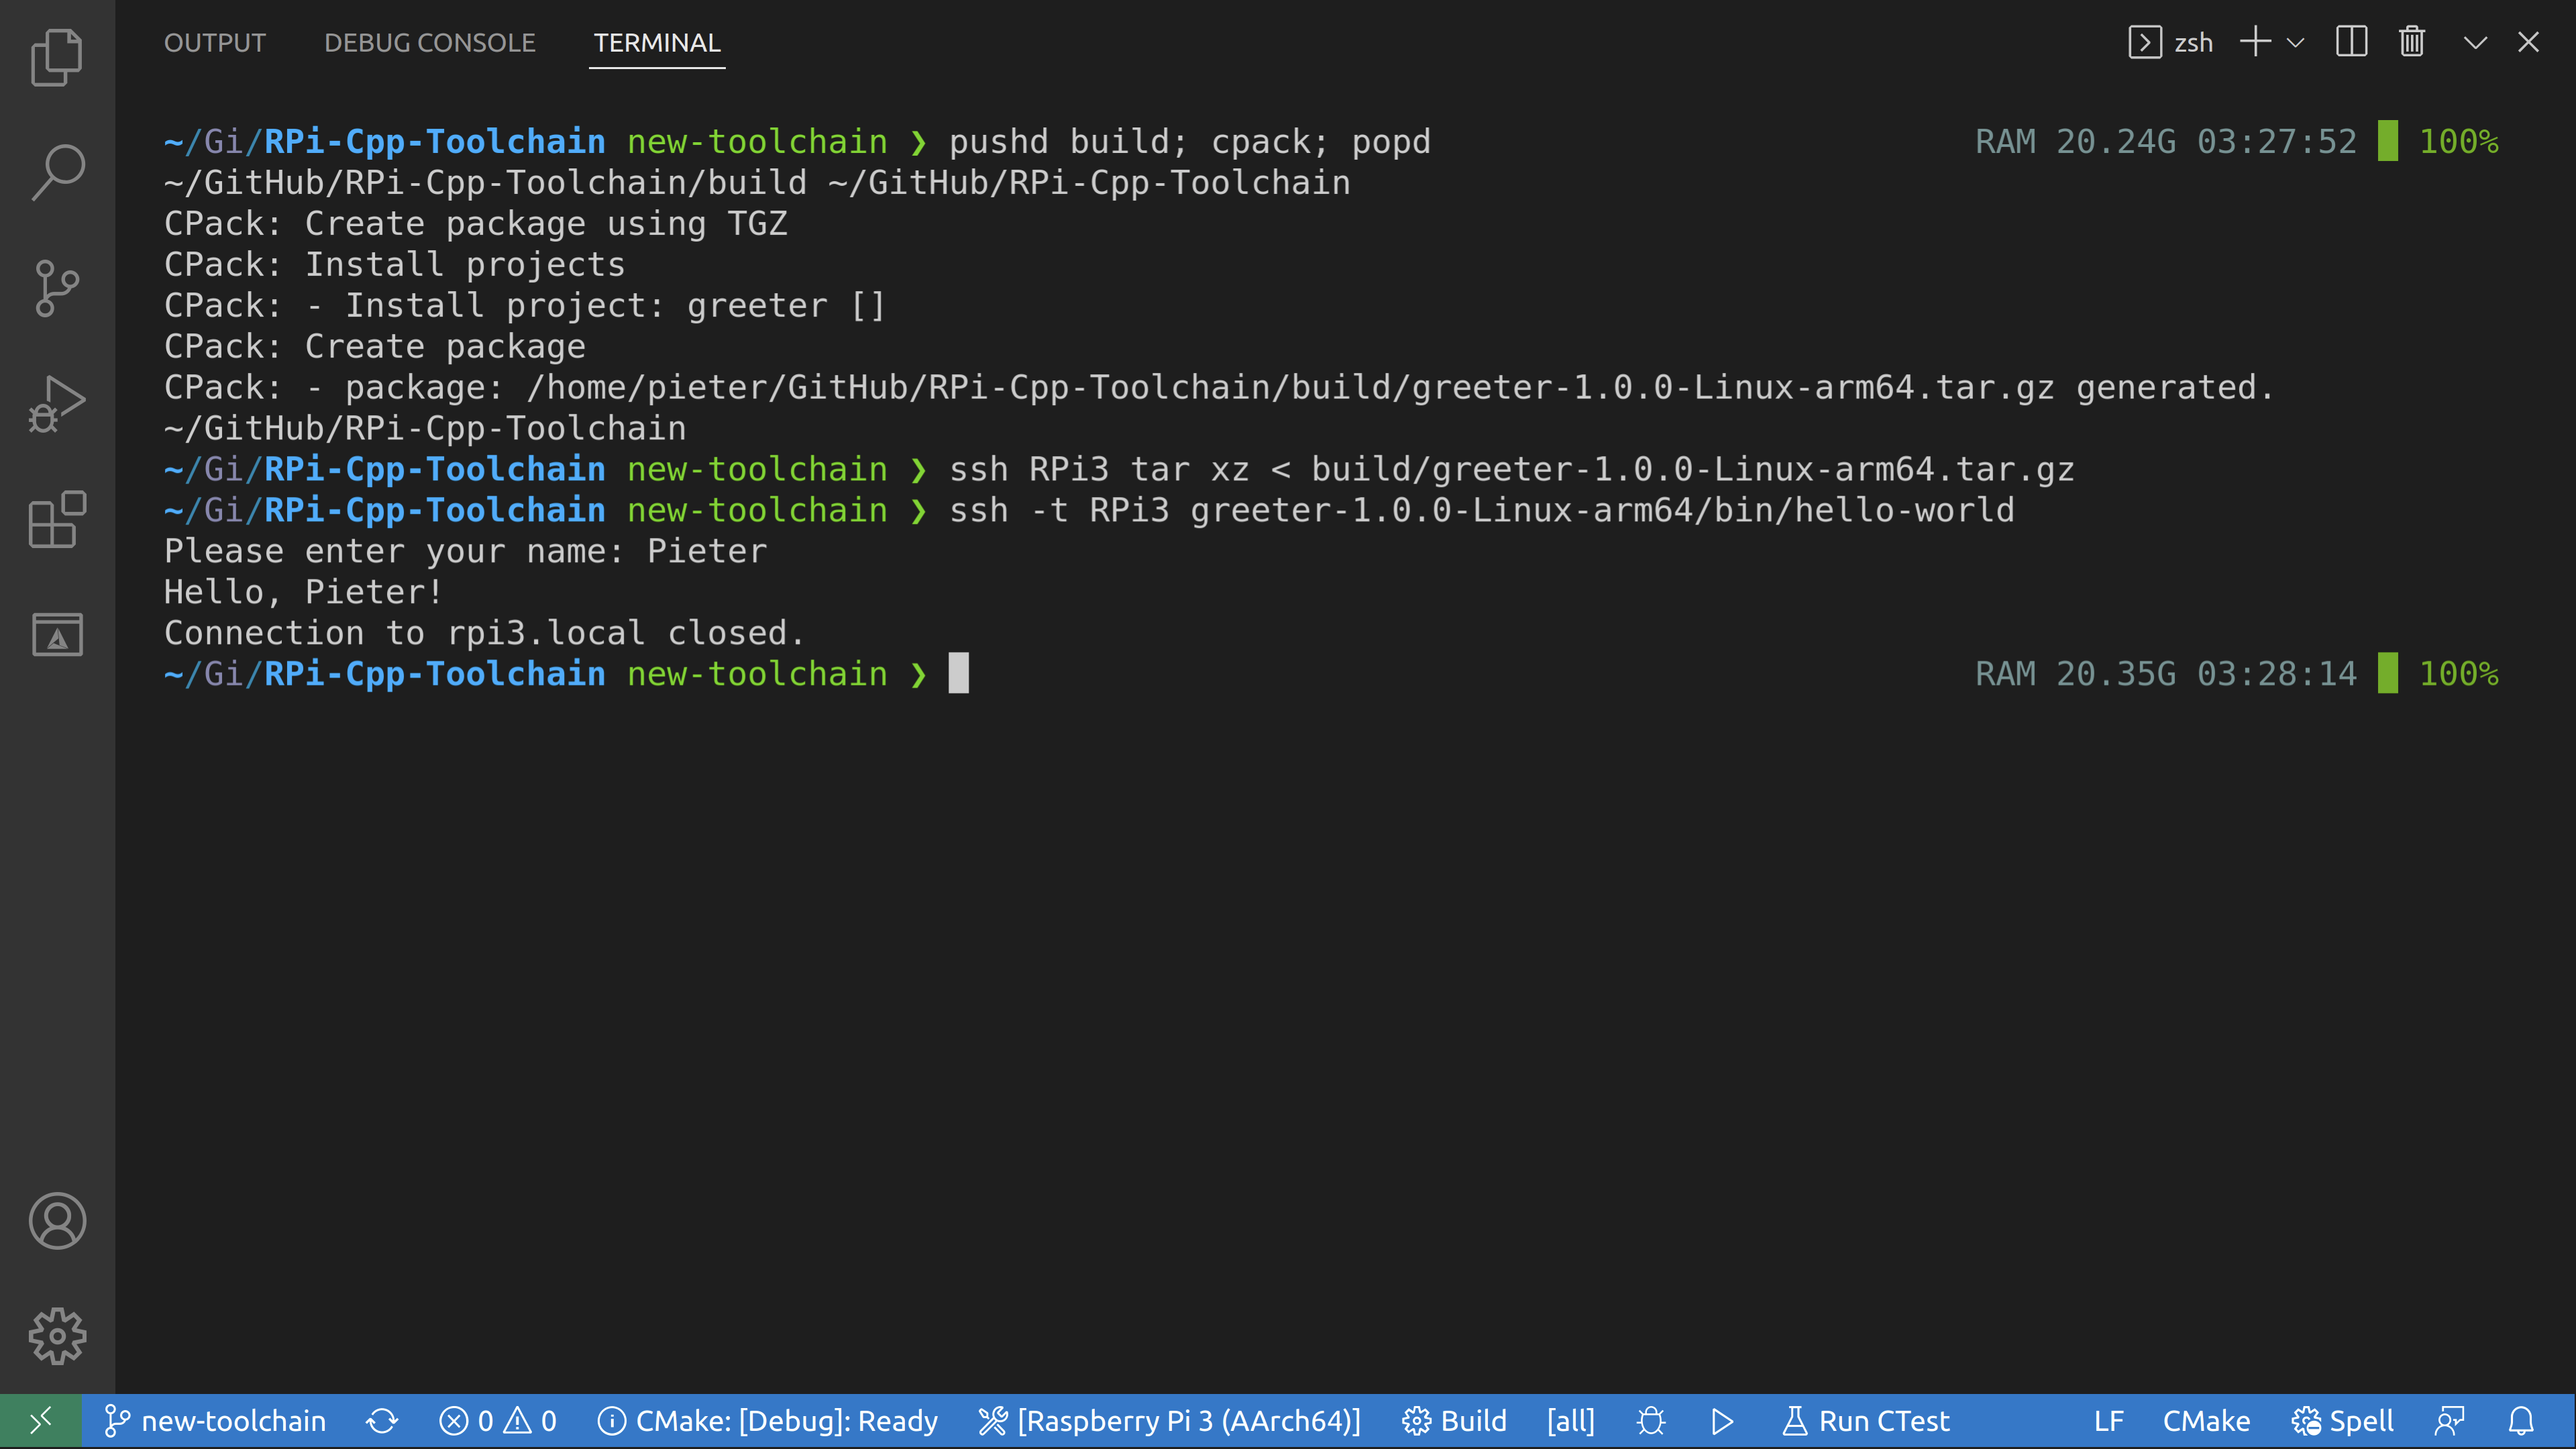 OUTPUT DEBUG CONSOLE TERMINAL zsh
~/Gi/RPi-Cpp-Toolchain new-toolchain ❯ pushd build; cpack; popd RAM 20.24G 03:27:52 100%
~/GitHub/RPi-Cpp-Toolchain/build ~/GitHub/RPi-Cpp-Toolchain
CPack: Create package using TGZ
CPack: Install projects
CPack: - Install project: greeter []
CPack: Create package
CPack: - package: /home/pieter/GitHub/RPi-Cpp-Toolchain/build/greeter-1.0.0-Linux-arm64.tar.gz generated.
~/GitHub/RPi-Cpp-Toolchain
~/Gi/RPi-Cpp-Toolchain new-toolchain ❯ ssh RPi3 tar xz < build/greeter-1.0.0-Linux-arm64.tar.gz
~/Gi/RPi-Cpp-Toolchain new-toolchain ❯ ssh -t RPi3 greeter-1.0.0-Linux-arm64/bin/hello-world
Please enter your name: Pieter
Hello, Pieter!
Connection to rpi3.local closed.
~/Gi/RPi-Cpp-Toolchain new-toolchain ❯ RAM 20.35G 03:28:14 100%
new-toolchain 0 0 CMake: [Debug]: Ready [Raspberry Pi 3 (AArch64)] Build [all] Run CTest LF CMake Spell